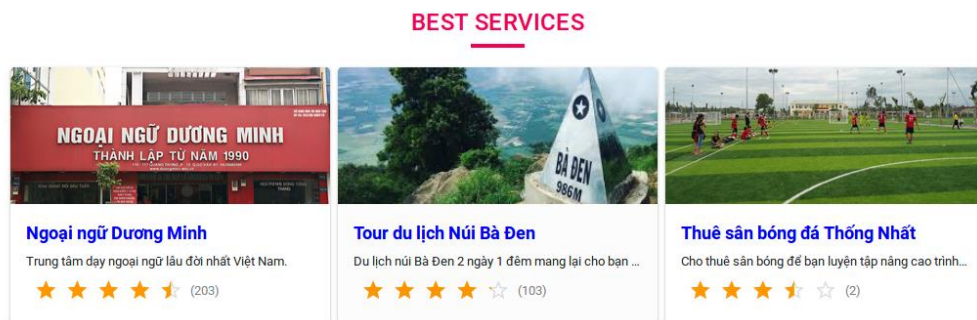 BEST SERVICES
NGOẠI NGỮ DƯƠNG MINH
THÀNH LẬP TỪ NĂM 1990
BÀ ĐEN
986M
Ngoại ngữ Dương Minh
Trung tâm dạy ngoại ngữ lâu đời nhất Việt Nam.
(203)
Tour du lịch Núi Bà Đen
Du lịch núi Bà Đen 2 ngày 1 đêm mang lại cho bạn ...
(103)
Thuê sân bóng đá Thống Nhất
Cho thuê sân bóng để bạn luyện tập nâng cao trình...
(2)